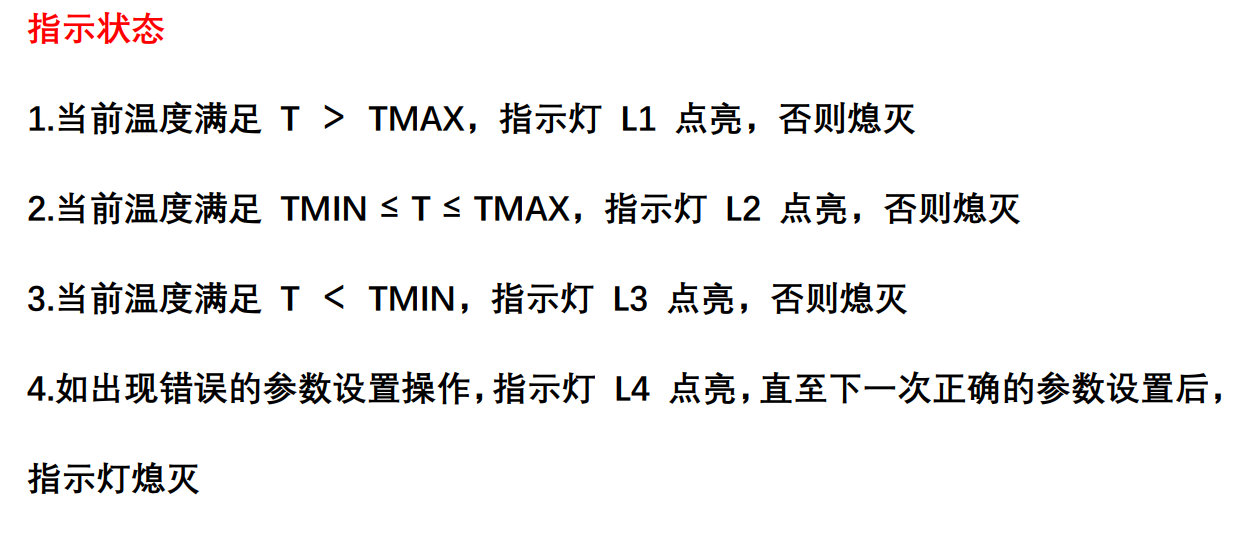 指示状态
1.当前温度满足 T > TMAX，指示灯 L1 点亮，否则熄灭
2.当前温度满足 TMIN ≤ T ≤ TMAX，指示灯 L2 点亮，否则熄灭
3.当前温度满足 T < TMIN，指示灯 L3 点亮，否则熄灭
4.如出现错误的参数设置操作，指示灯 L4 点亮，直至下一次正确的参数设置后，
指示灯熄灭